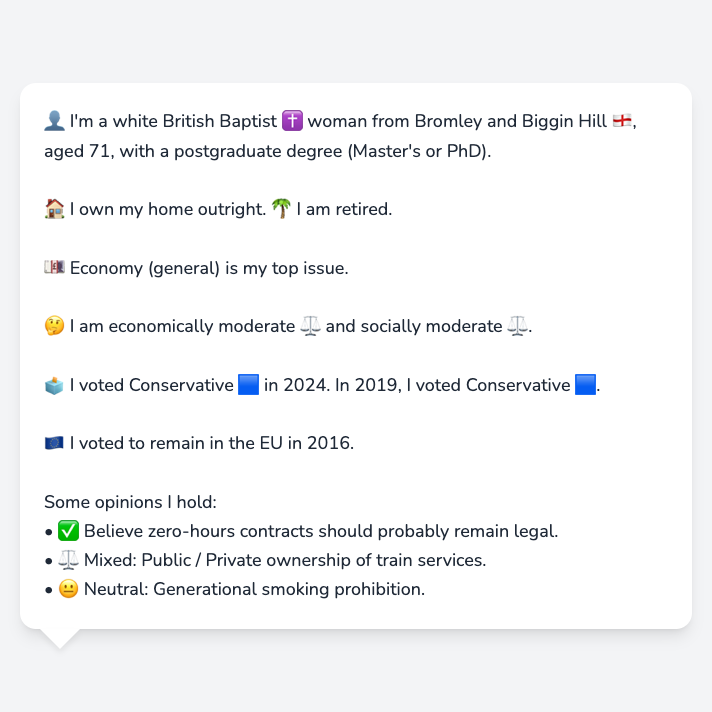 👤 I'm a white British Baptist ✝️ woman from Bromley and Biggin Hill 🏴󠁧󠁢󠁥󠁮󠁧󠁿,
aged 71, with a postgraduate degree (Master's or PhD).
🏠 I own my home outright. 🌴 I am retired.
💷 Economy (general) is my top issue.
🤔 I am economically moderate ⚖️ and socially moderate ⚖️.
🗳️ I voted Conservative 🟦 in 2024. In 2019, I voted Conservative 🟦.
🇪🇺 I voted to remain in the EU in 2016.
Some opinions I hold:
• ✅ Believe zero-hours contracts should probably remain legal.
• ⚖️ Mixed: Public / Private ownership of train services.
• 😐 Neutral: Generational smoking prohibition.